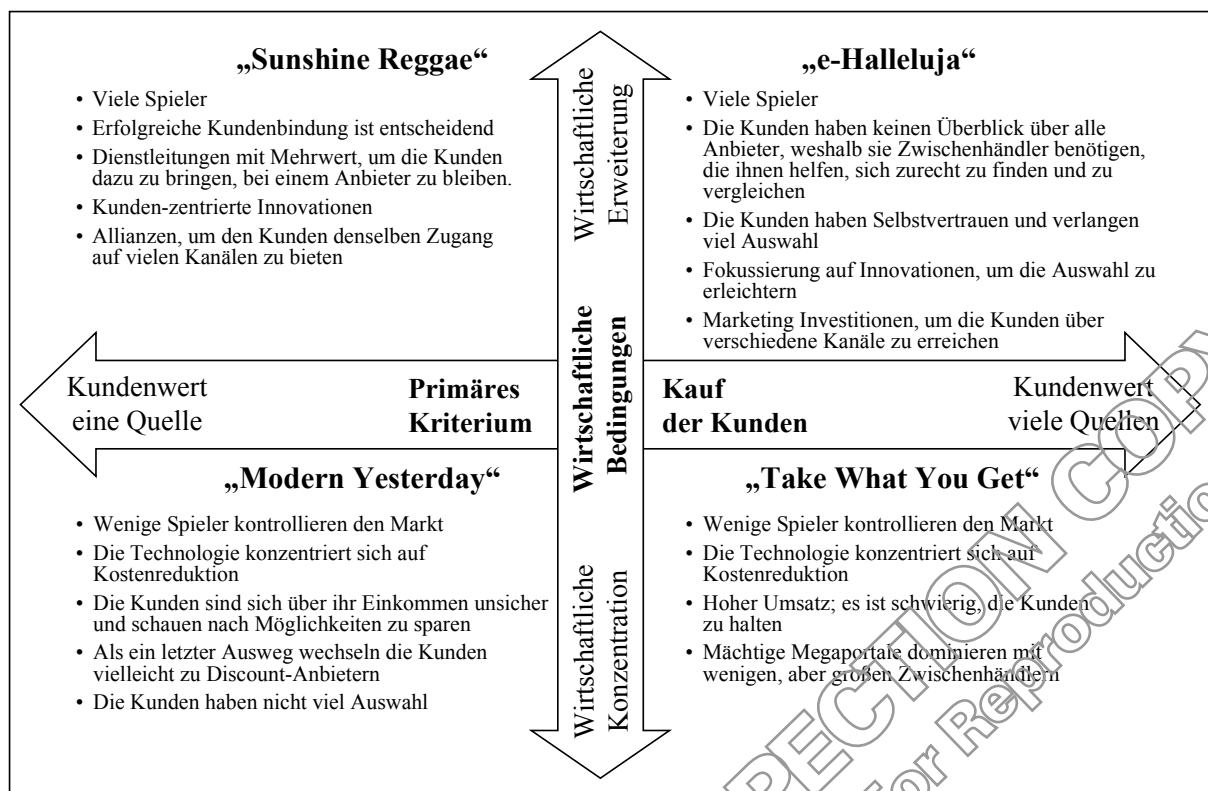 „Sunshine Reggae“
• Viele Spieler
• Erfolgreiche Kundenbindung ist entscheidend
• Dienstleitungen mit Mehrwert, um die Kunden
dazu zu bringen, bei einem Anbieter zu bleiben.
• Kunden-zentrierte Innovationen
• Allianzen, um den Kunden denselben Zugang
auf vielen Kanälen zu bieten
Wirtschaftliche
Erweiterung
„e-Halleluja“
• Viele Spieler
• Die Kunden haben keinen Überblick über alle
Anbieter, weshalb sie Zwischenhändler benötigen,
die ihnen helfen, sich zurecht zu finden und zu
vergleichen
• Die Kunden haben Selbstvertrauen und verlangen
viel Auswahl
• Fokussierung auf Innovationen, um die Auswahl zu
erleichtern
• Marketing Investitionen, um die Kunden über
verschiedene Kanäle zu erreichen
Kundenwert
eine Quelle
Primäres
Kriterium
Wirtschaftliche
Bedingungen
Kauf
der Kunden
Kundenwert
viele Quellen
„Modern Yesterday“
• Wenige Spieler kontrollieren den Markt
• Die Technologie konzentriert sich auf
Kostenreduktion
• Die Kunden sind sich über ihr Einkommen unsicher
und schauen nach Möglichkeiten zu sparen
• Als ein letzter Ausweg wechseln die Kunden
vielleicht zu Discount-Anbietern
• Die Kunden haben nicht viel Auswahl
Wirtschaftliche
Konzentration
„Take What You Get“
• Wenige Spieler kontrollieren den Markt
• Die Technologie konzentriert sich auf
Kostenreduktion
• Hoher Umsatz; es ist schwierig, die Kunden
zu halten
• Mächtige Megaportale dominieren mit
wenigen, aber großen Zwischenhändlern
PECTION COPY
for Reproductio